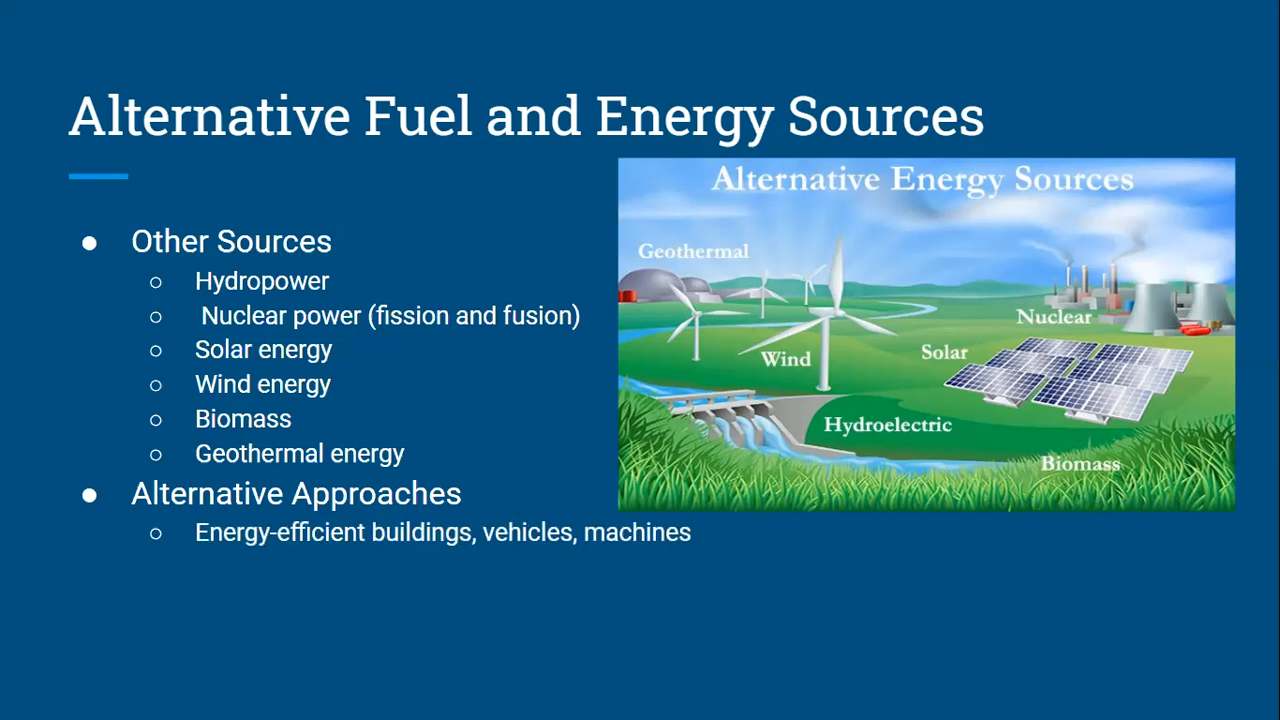 Alternative Fuel and Energy Sources
● Other Sources
○ Hydropower
○ Nuclear power (fission and fusion)
○ Solar energy
○ Wind energy
○ Biomass
○ Geothermal energy
● Alternative Approaches
○ Energy-efficient buildings, vehicles, machines
Alternative Energy Sources
Geothermal
Nuclear
Wind
Solar
Hydroelectric
Biomass